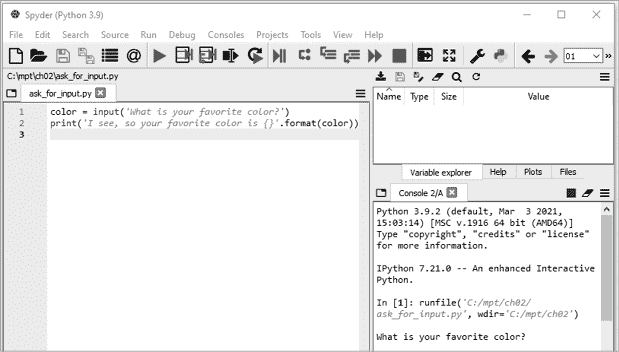 Spyder (Python 3.9)
File Edit Search Source Run Debug Consoles Projects Tools View Help
01
C:\mpt\ch02\ask_for_input.py
ask_for_input.py
1 color = input('What is your favorite color?')
2 print('I see, so your favorite color is {}'.format(color))
3
Name Type Size Value
Variable explorer Help Plots Files
Console 2/A
Python 3.9.2 (default, Mar  3 2021,
15:03:14) [MSC v.1916 64 bit (AMD64)]
Type "copyright", "credits" or "license"
for more information.
IPython 7.21.0 -- An enhanced Interactive
Python.
In [1]: runfile('C:/mpt/ch02/
ask_for_input.py', wdir='C:/mpt/ch02')
What is your favorite color?